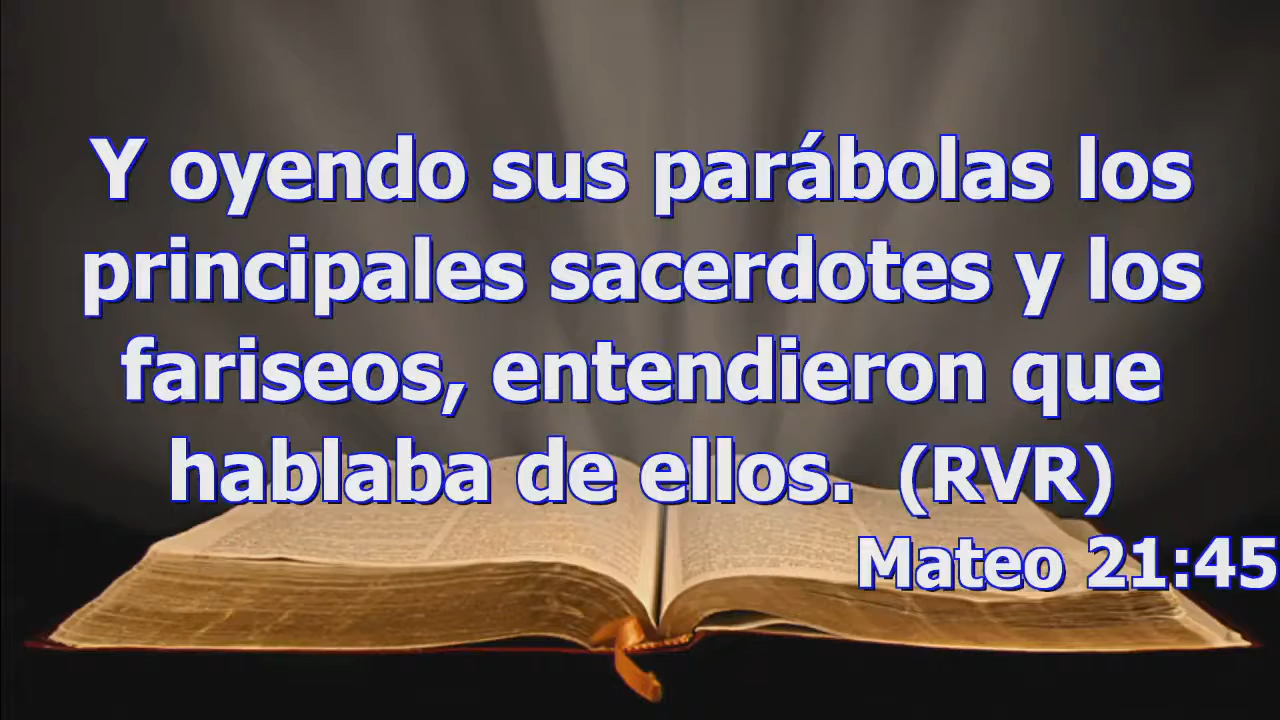 Y oyendo sus parábolas los
principales sacerdotes y los
fariseos, entendieron que
hablaba de ellos. (RVR)
Mateo 21:45